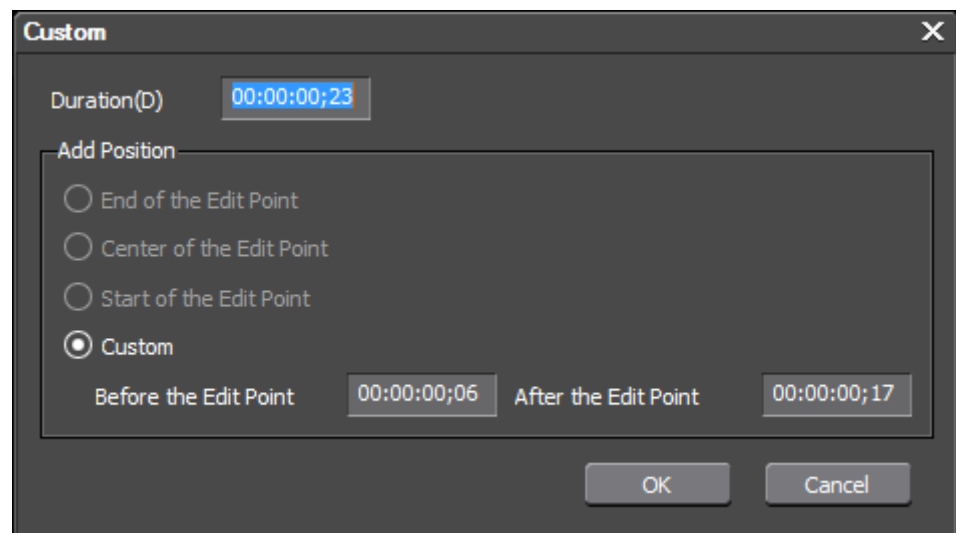 Custom
Duration(D) 00:00:00;23
Add Position
End of the Edit Point
Center of the Edit Point
Start of the Edit Point
Custom
Before the Edit Point 00:00:00;06 After the Edit Point 00:00:00;17
OK Cancel